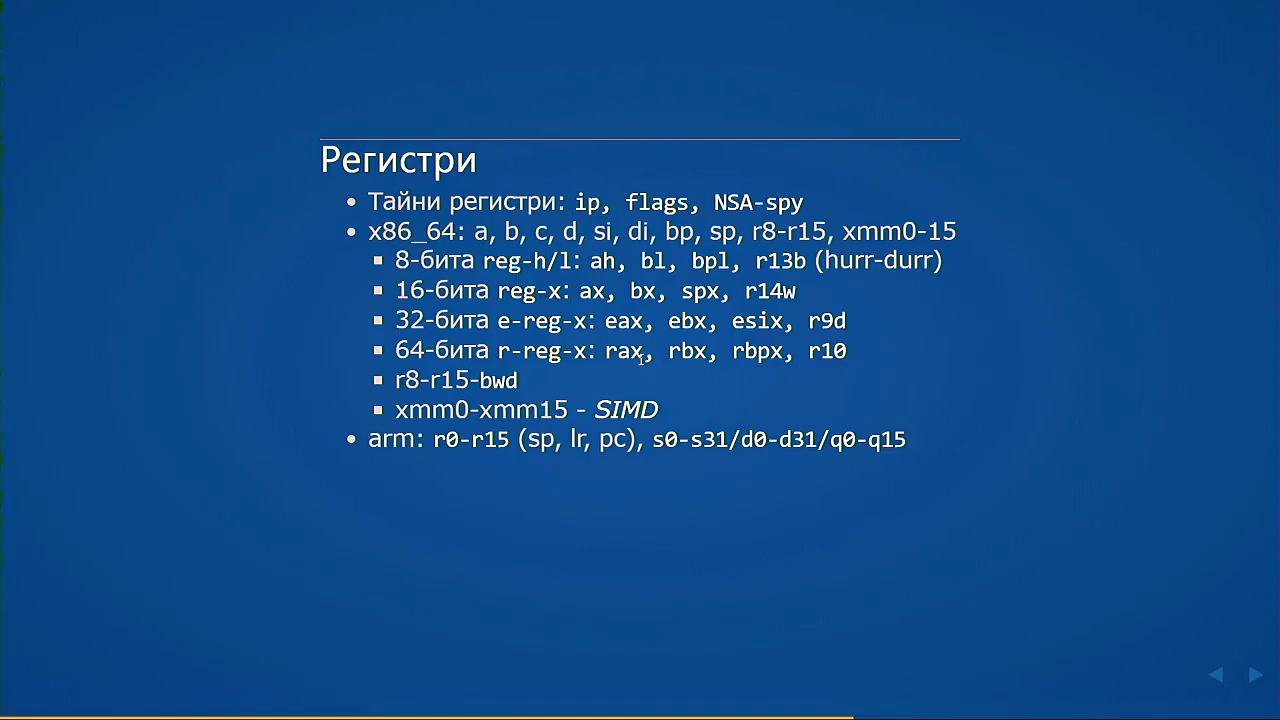 Регистри
• Тайни регистри: ip, flags, NSA-spy
• x86_64: a, b, c, d, si, di, bp, sp, r8-r15, xmm0-15
▪ 8-бита reg-h/l: ah, bl, bpl, r13b (hurr-durr)
▪ 16-бита reg-x: ax, bx, spx, r14w
▪ 32-бита e-reg-x: eax, ebx, esix, r9d
▪ 64-бита r-reg-x: rax, rbx, rbpx, r10
▪ r8-r15-bwd
▪ xmm0-xmm15 - SIMD
• arm: r0-r15 (sp, lr, pc), s0-s31/d0-d31/q0-q15